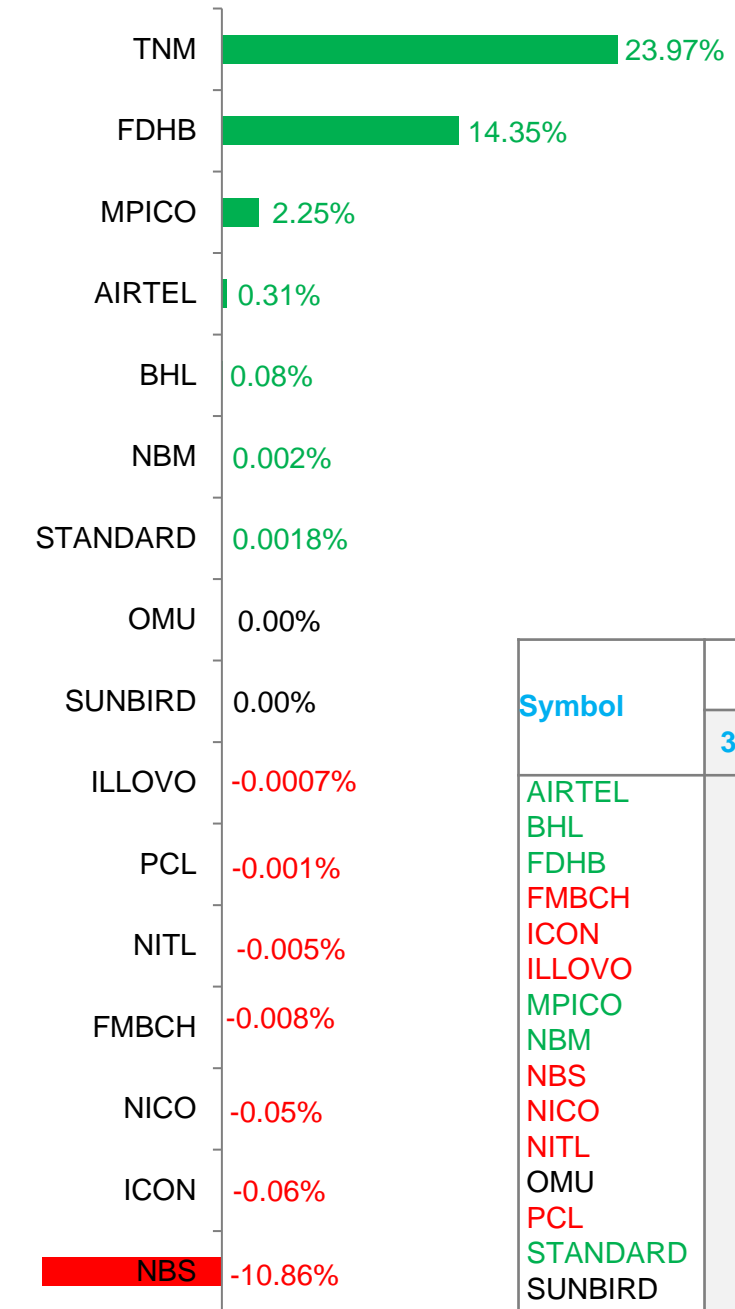 TNM 23.97%
FDHB 14.35%
MPICO 2.25%
AIRTEL 0.31%
BHL 0.08%
NBM 0.002%
STANDARD 0.0018%
OMU 0.00%
SUNBIRD 0.00%
ILLOVO -0.0007%
PCL -0.001%
NITL -0.005%
FMBCH -0.008%
NICO -0.05%
ICON -0.06%
NBS -10.86%
Symbol
3
AIRTEL
BHL
FDHB
FMBCH
ICON
ILLOVO
MPICO
NBM
NBS
NICO
NITL
OMU
PCL
STANDARD
SUNBIRD